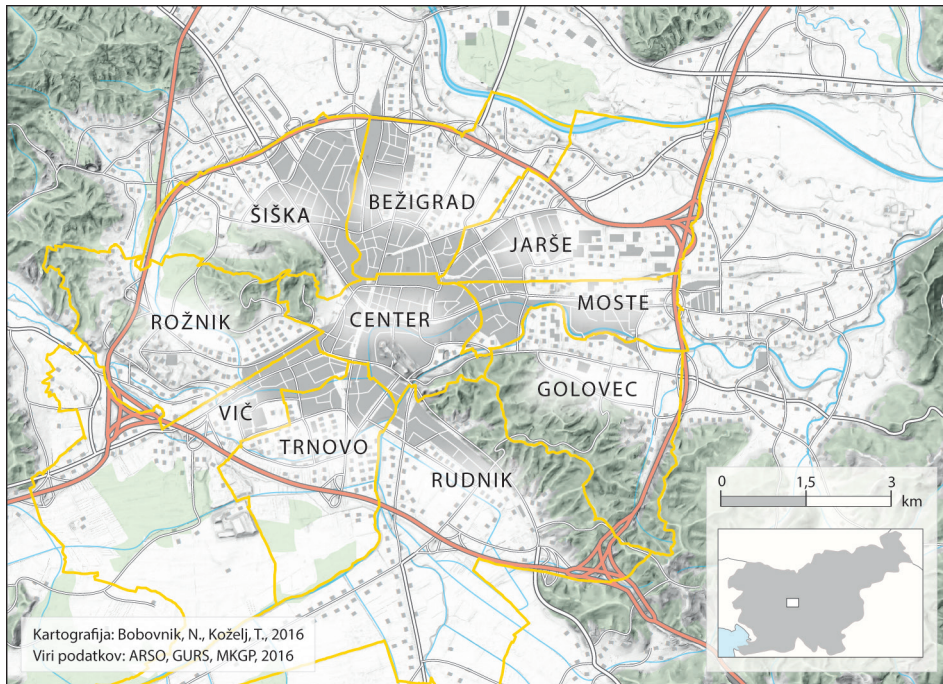 BEŽIGRAD
ŠIŠKA
JARŠE
MOSTE
ROŽNIK
CENTER
GOLOVEC
VIČ
TRNOVO
RUDNIK
0 1,5 3
km
Kartografija: Bobovnik, N., Koželj, T., 2016
Viri podatkov: ARSO, GURS, MKGP, 2016